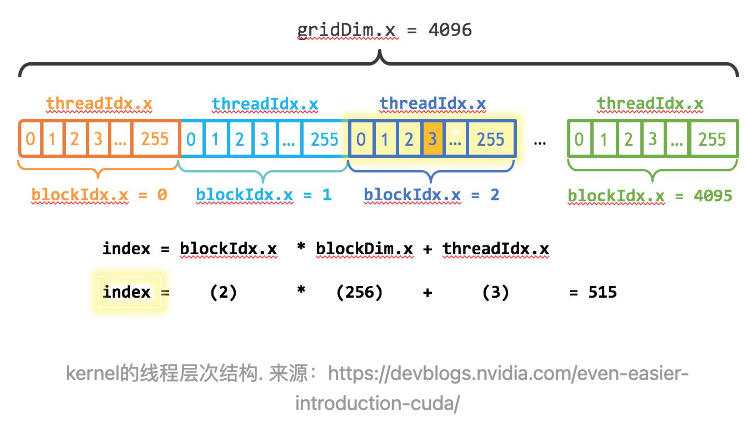 gridDim.x = 4096
threadIdx.x threadIdx.x threadIdx.x threadIdx.x
0 1 2 3 ... 255 0 1 2 3 ... 255 0 1 2 3 ... 255 ... 0 1 2 3 ... 255
blockIdx.x = 0 blockIdx.x = 1 blockIdx.x = 2 blockIdx.x = 4095
index = blockIdx.x * blockDim.x + threadIdx.x
index = (2) * (256) + (3) = 515
kernel的线程层次结构. 来源：https://devblogs.nvidia.com/even-easier-
introduction-cuda/